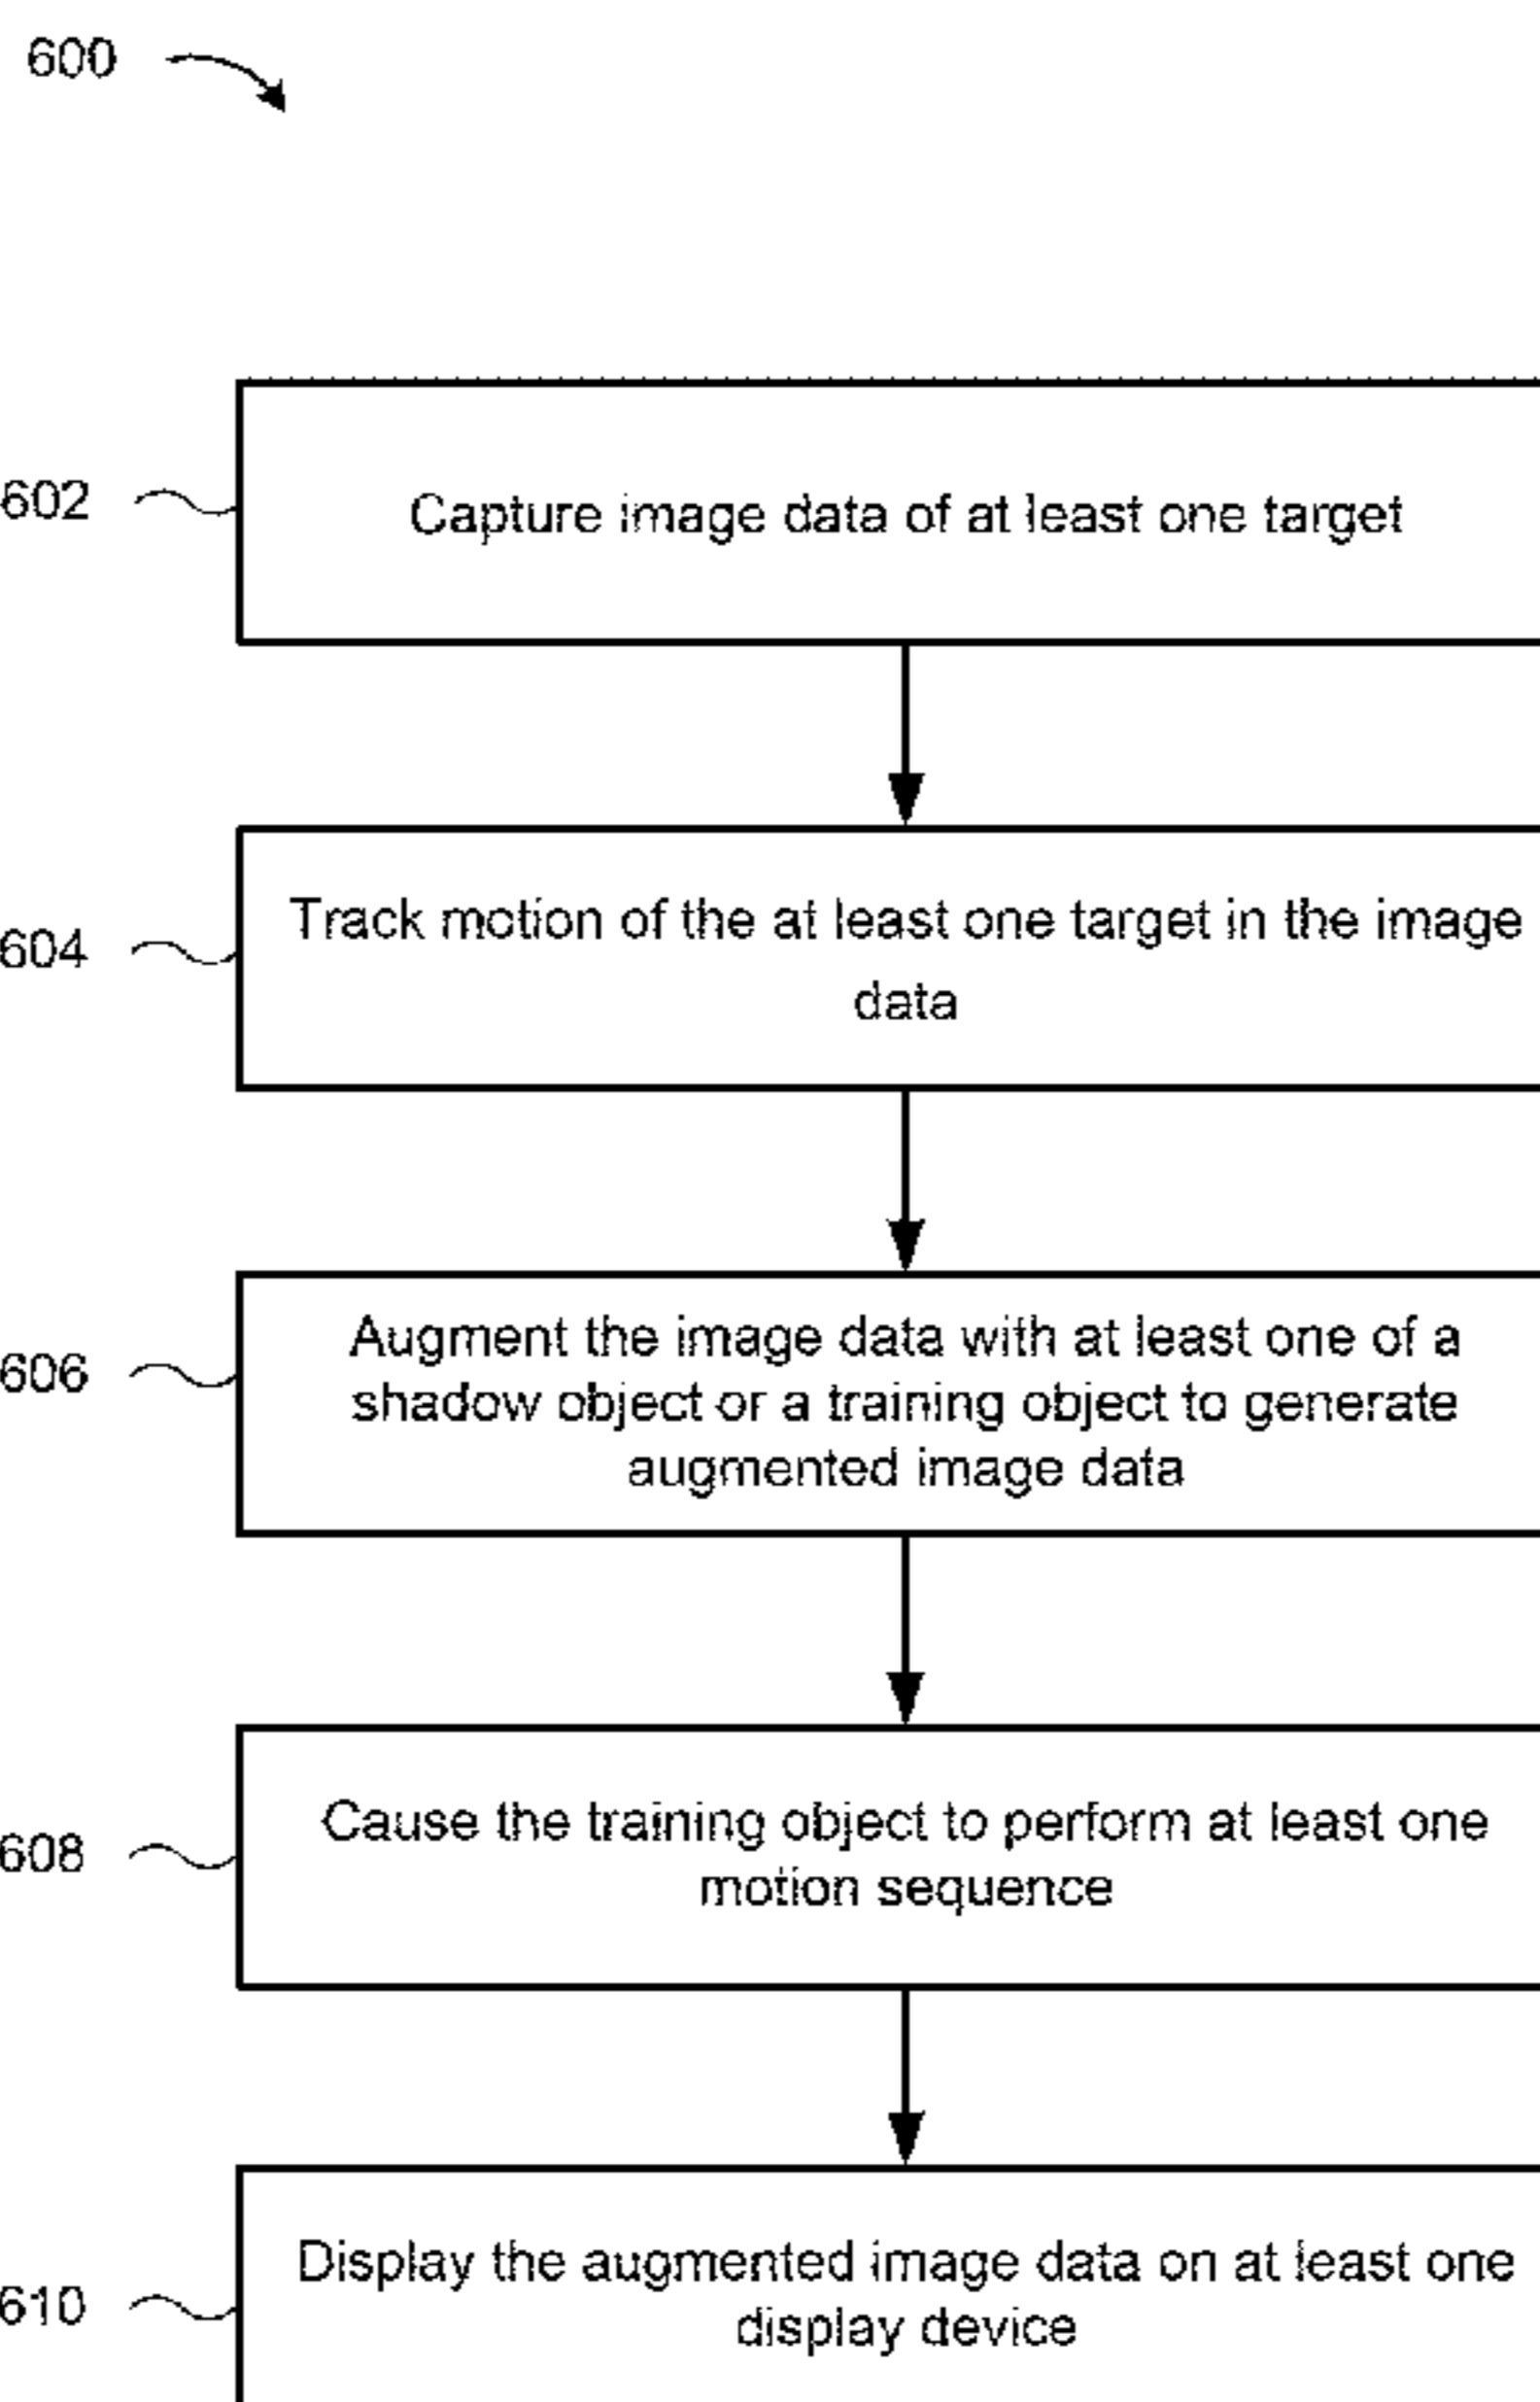 600
602
Capture image data of at least one target
604
Track motion of the at least one target in the image
data
606
Augment the image data with at least one of a
shadow object or a training object to generate
augmented image data
608
Cause the training object to perform at least one
motion sequence
610
Display the augmented image data on at least one
display device